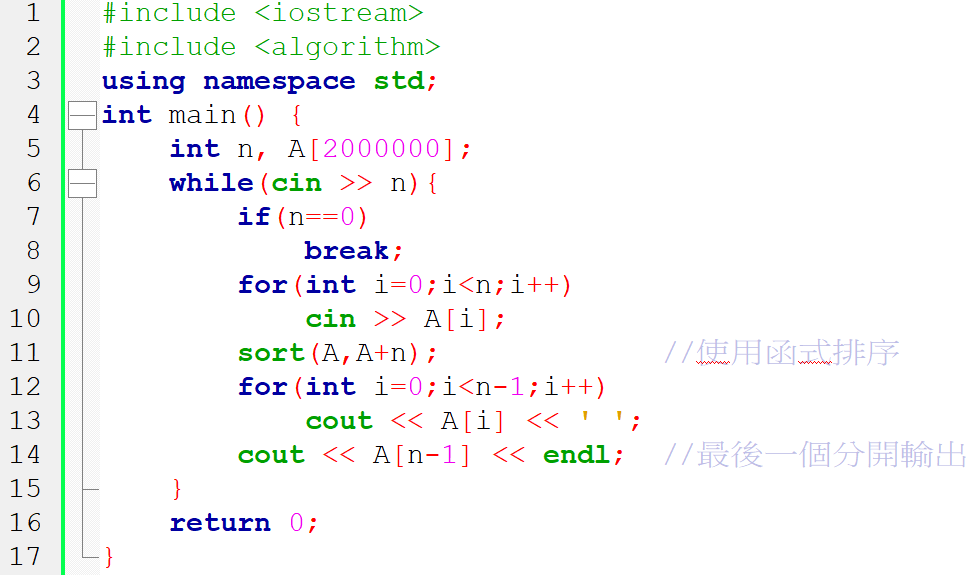 1 #include <iostream>
2 #include <algorithm>
3 using namespace std;
4 int main() {
5     int n, A[2000000];
6     while(cin >> n){
7         if(n==0)
8             break;
9         for(int i=0;i<n;i++)
10             cin >> A[i];
11         sort(A,A+n);              //使用函式排序
12         for(int i=0;i<n-1;i++)
13             cout << A[i] << ' ';
14         cout << A[n-1] << endl;  //最後一個分開輸出
15     }
16     return 0;
17 }